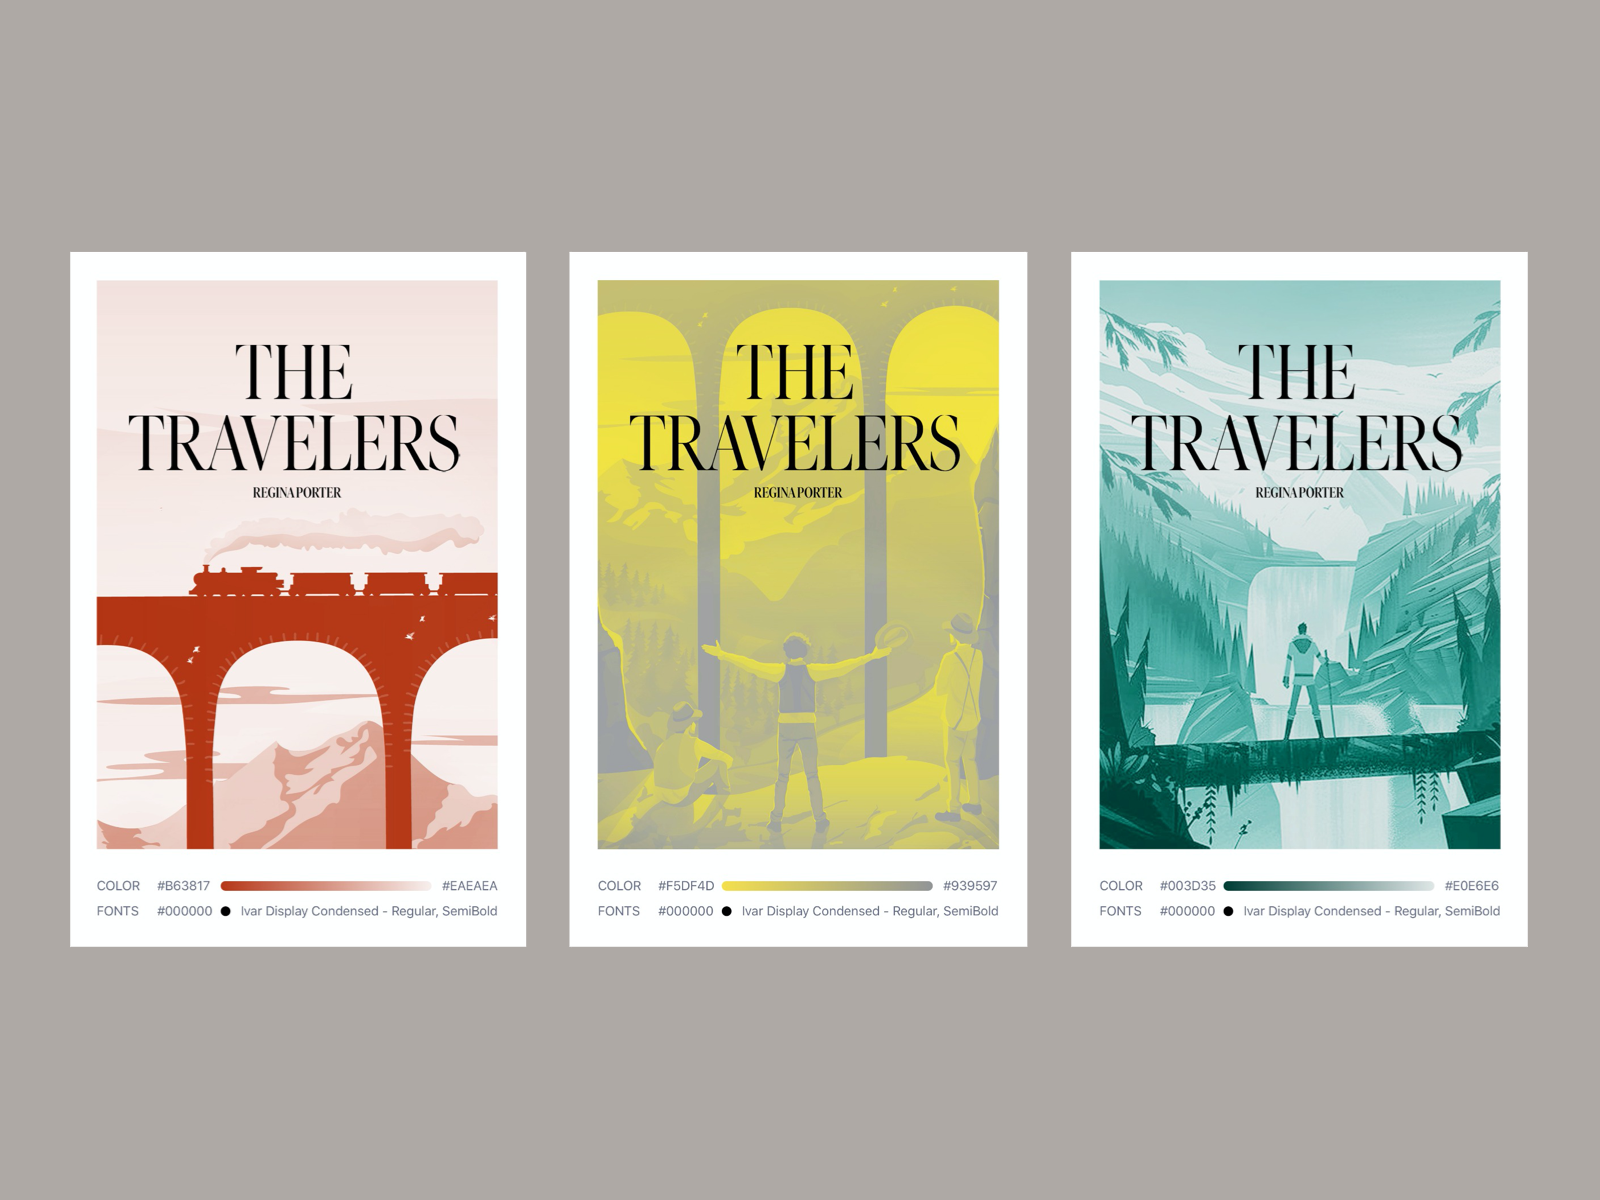 THE
TRAVELERS
REGINA PORTER
COLOR #B63817 #EAEAEA
FONTS #000000 Ivar Display Condensed - Regular, SemiBold
THE
TRAVELERS
REGINA PORTER
COLOR #F5DF4D #939597
FONTS #000000 Ivar Display Condensed - Regular, SemiBold
THE
TRAVELERS
REGINA PORTER
COLOR #003D35 #E0E6E6
FONTS #000000 Ivar Display Condensed - Regular, SemiBold